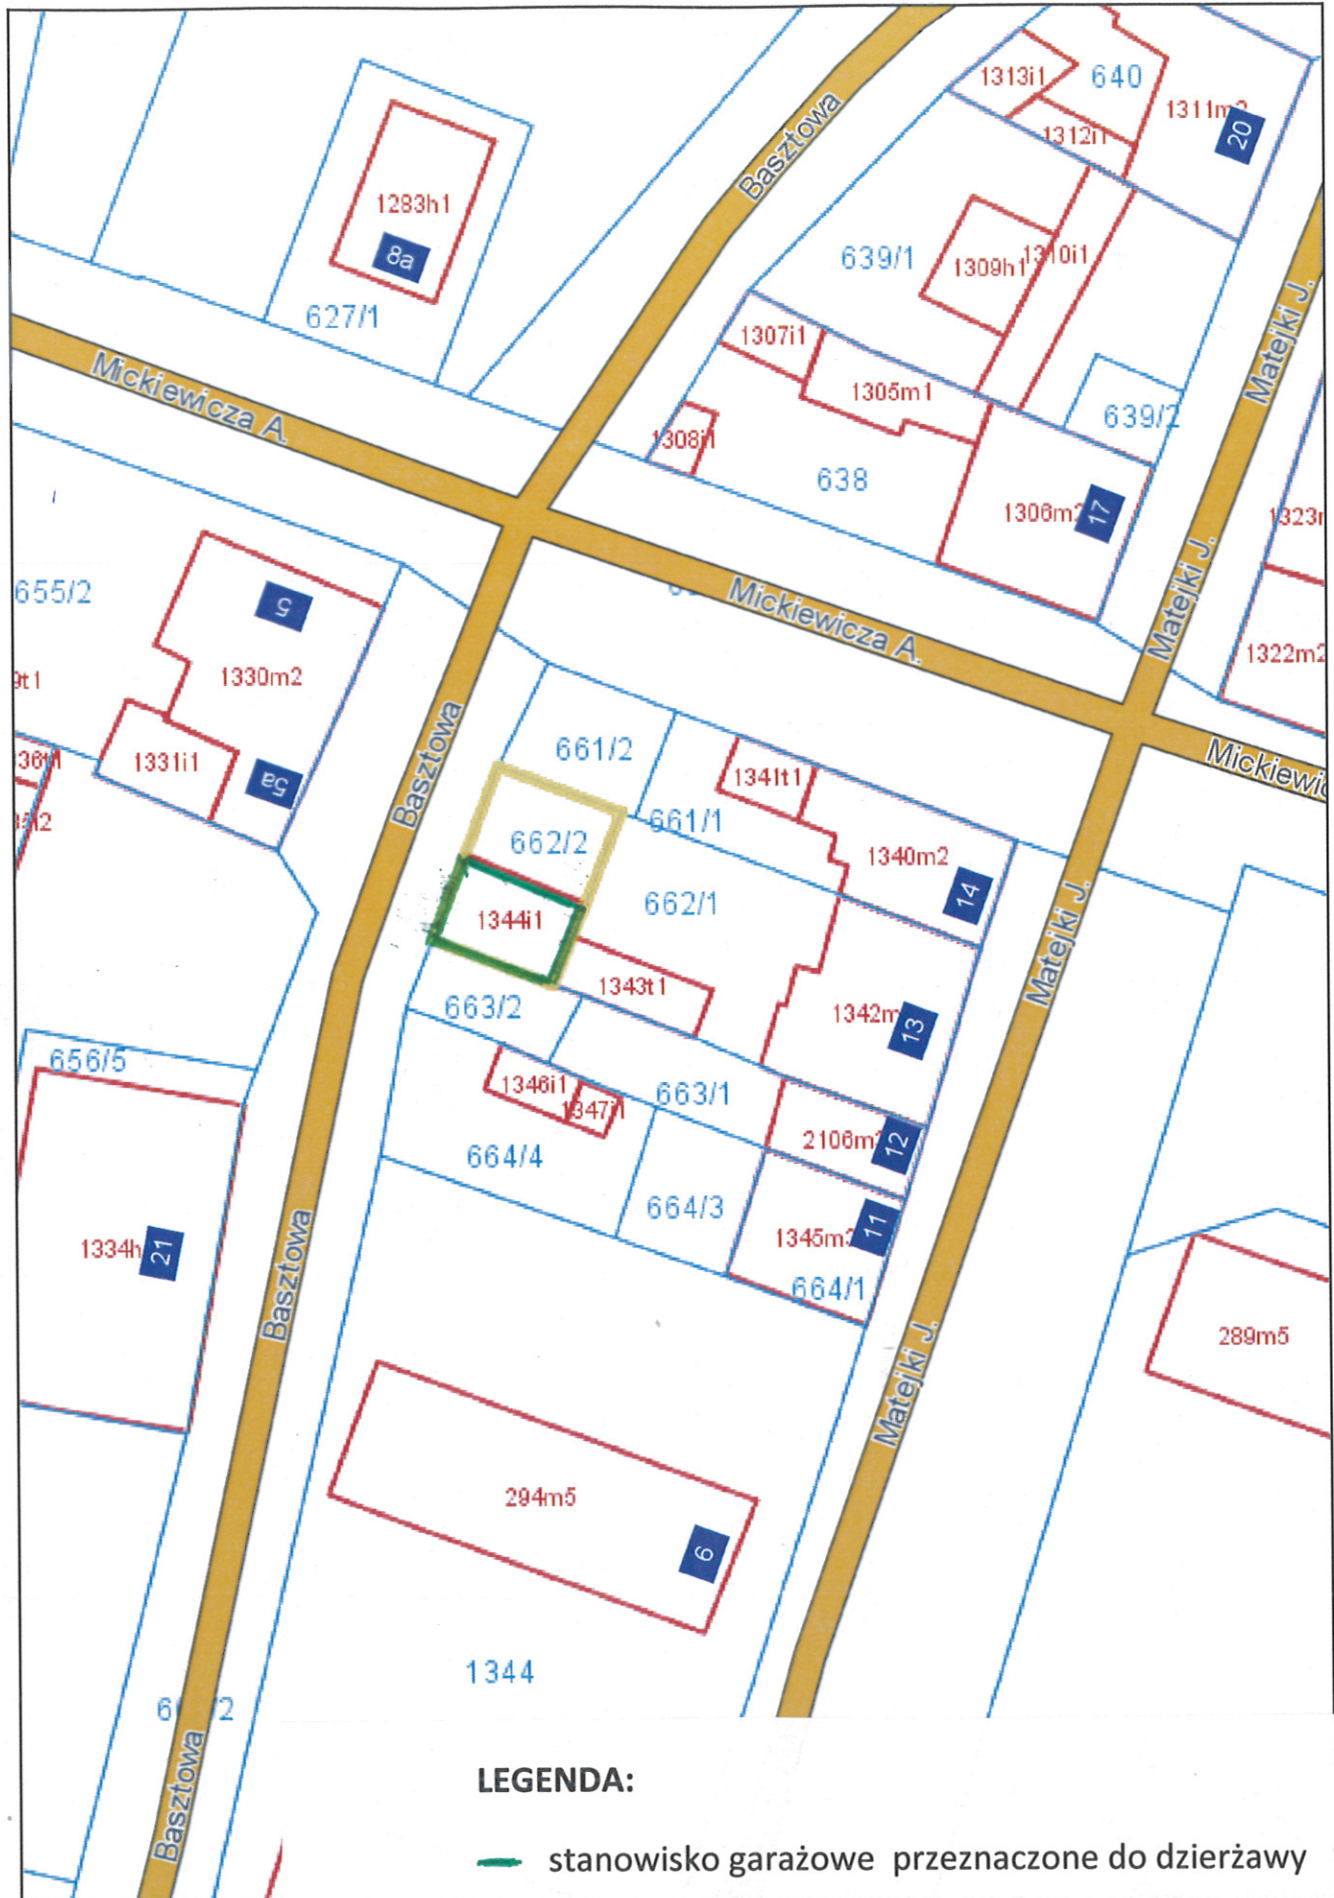 1313i1
640
1311m2
20
1312i1
Basztowa
1283h1
8a
639/1
1309h1
1310i1
627/1
Matejki J.
1307i1
1305m1
639/2
Mickiewicza A.
1308i1
638
1306m2
17
655/2
5
Mickiewicza A.
Matejki J.
1322m2
1330m2
9t1
1331i1
5a
Basztowa
661/2
1341t1
Mickiewic
661/1
662/2
1340m2
14
662/1
1344i1
1343t1
Matejki J.
663/2
1342m
13
656/5
1346i1
1347i1
663/1
2106m2
12
664/4
664/3
1345m2
11
664/1
1334h
21
Basztowa
289m5
Matejki J.
294m5
6
1344
Basztowa
LEGENDA:
stanowisko garażowe przeznaczone do dzierżawy